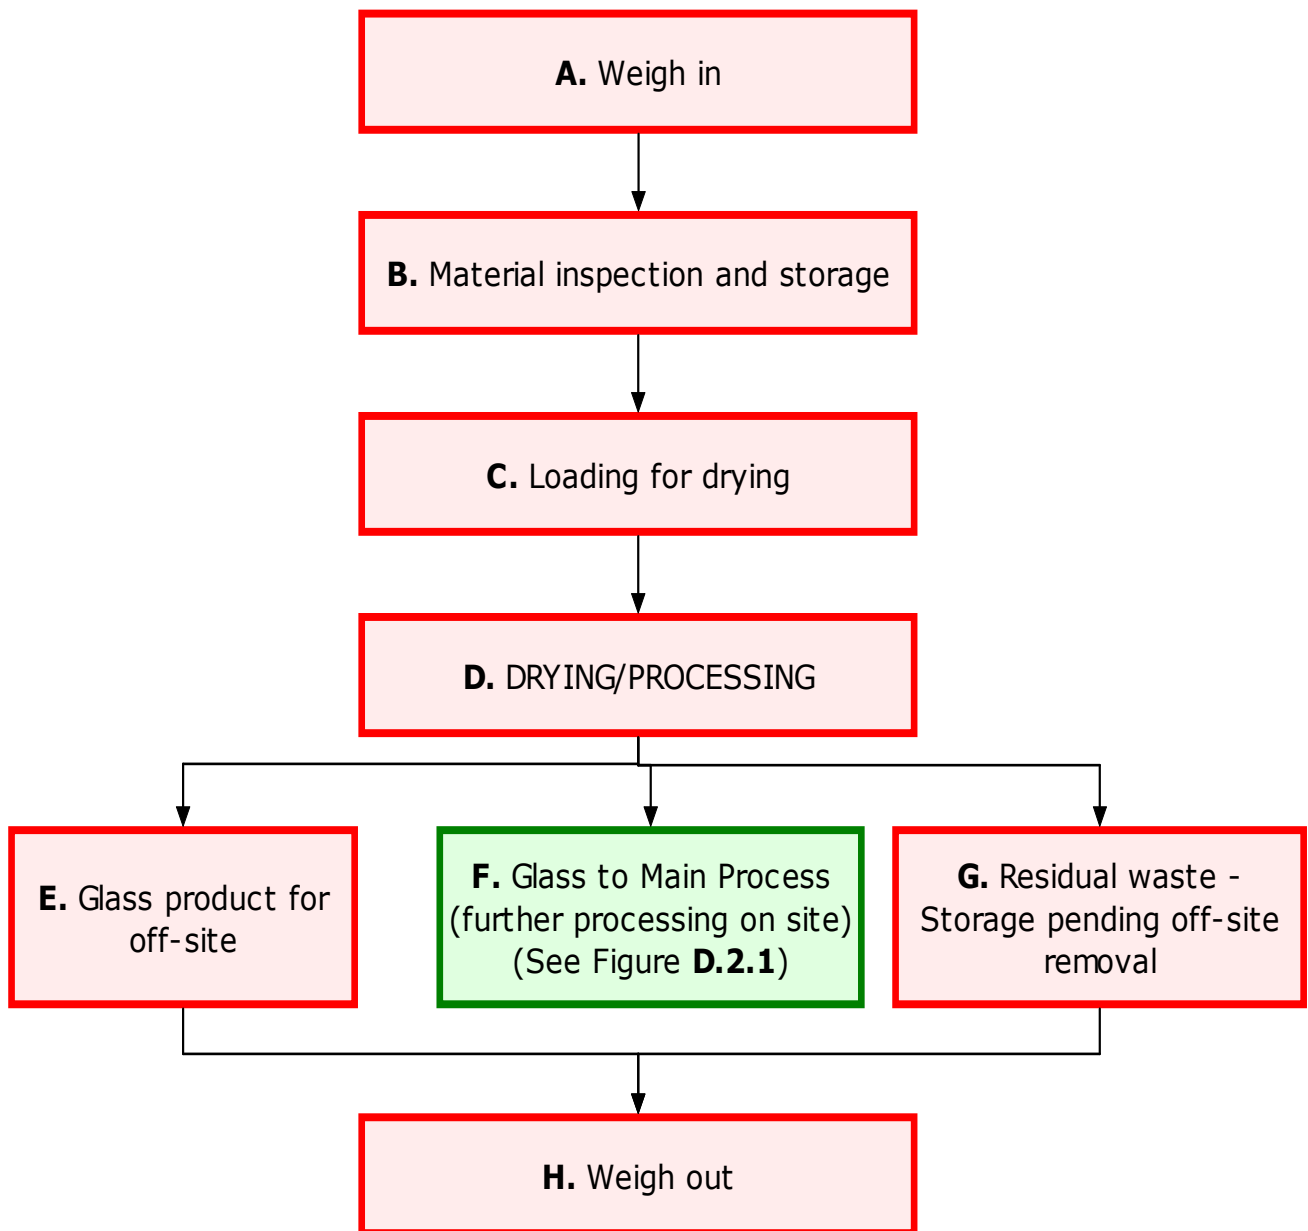 A. Weigh in
B. Material inspection and storage
C. Loading for drying
D. DRYING/PROCESSING
E. Glass product for
off-site
F. Glass to Main Process
(further processing on site)
(See Figure D.2.1)
G. Residual waste -
Storage pending off-site
removal
H. Weigh out